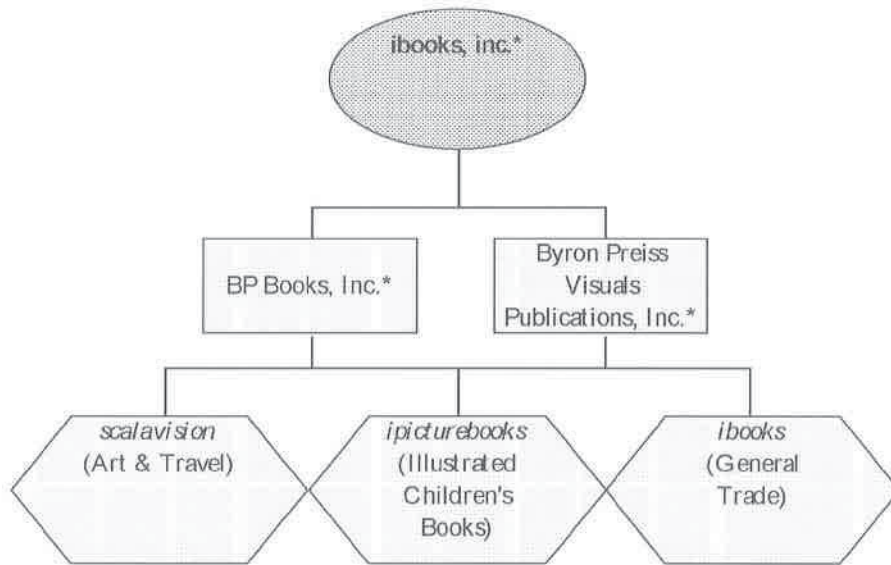 ibooks, inc.*
BP Books, Inc.*
Byron Preiss
Visuals
Publications, Inc.*
scalavision
(Art & Travel)
ipicturebooks
(Illustrated
Children's
Books)
ibooks
(General
Trade)